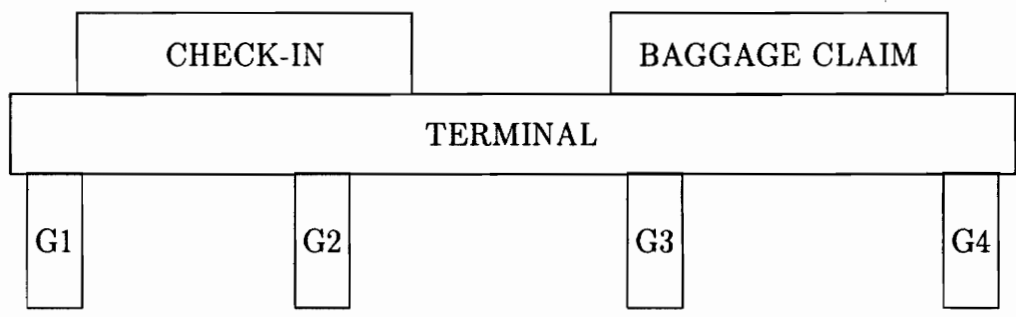 CHECK-IN
BAGGAGE CLAIM
TERMINAL
G1
G2
G3
G4